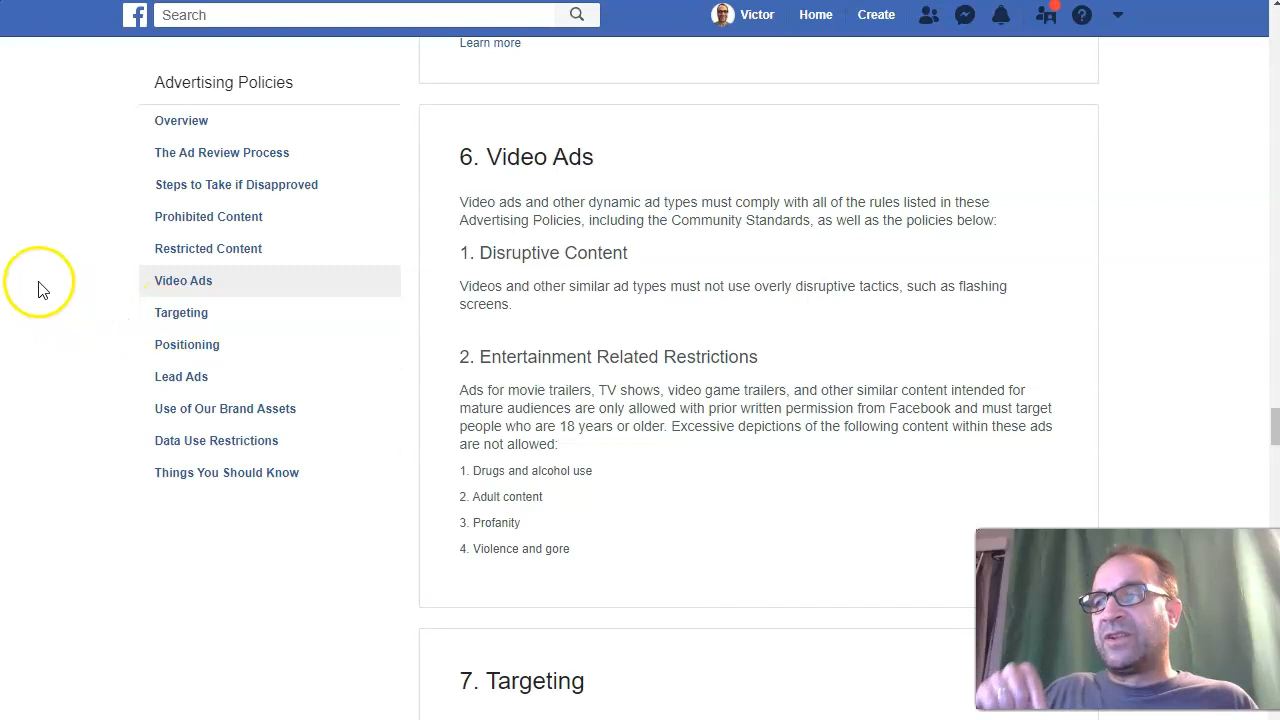 Search
Victor
Home
Create
Learn more
Advertising Policies
Overview
The Ad Review Process
Steps to Take if Disapproved
Prohibited Content
Restricted Content
Video Ads
Targeting
Positioning
Lead Ads
Use of Our Brand Assets
Data Use Restrictions
Things You Should Know
6. Video Ads
Video ads and other dynamic ad types must comply with all of the rules listed in these
Advertising Policies, including the Community Standards, as well as the policies below:
1. Disruptive Content
Videos and other similar ad types must not use overly disruptive tactics, such as flashing
screens.
2. Entertainment Related Restrictions
Ads for movie trailers, TV shows, video game trailers, and other similar content intended for
mature audiences are only allowed with prior written permission from Facebook and must target
people who are 18 years or older. Excessive depictions of the following content within these ads
are not allowed:
1. Drugs and alcohol use
2. Adult content
3. Profanity
4. Violence and gore
7. Targeting